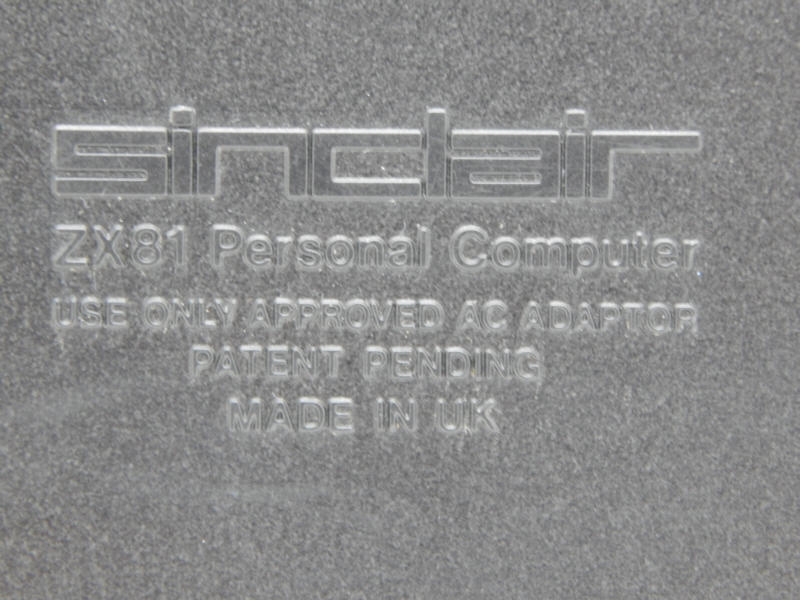 sinclair
ZX81 Personal Computer
USE ONLY APPROVED AC ADAPTOR
PATENT PENDING
MADE IN UK